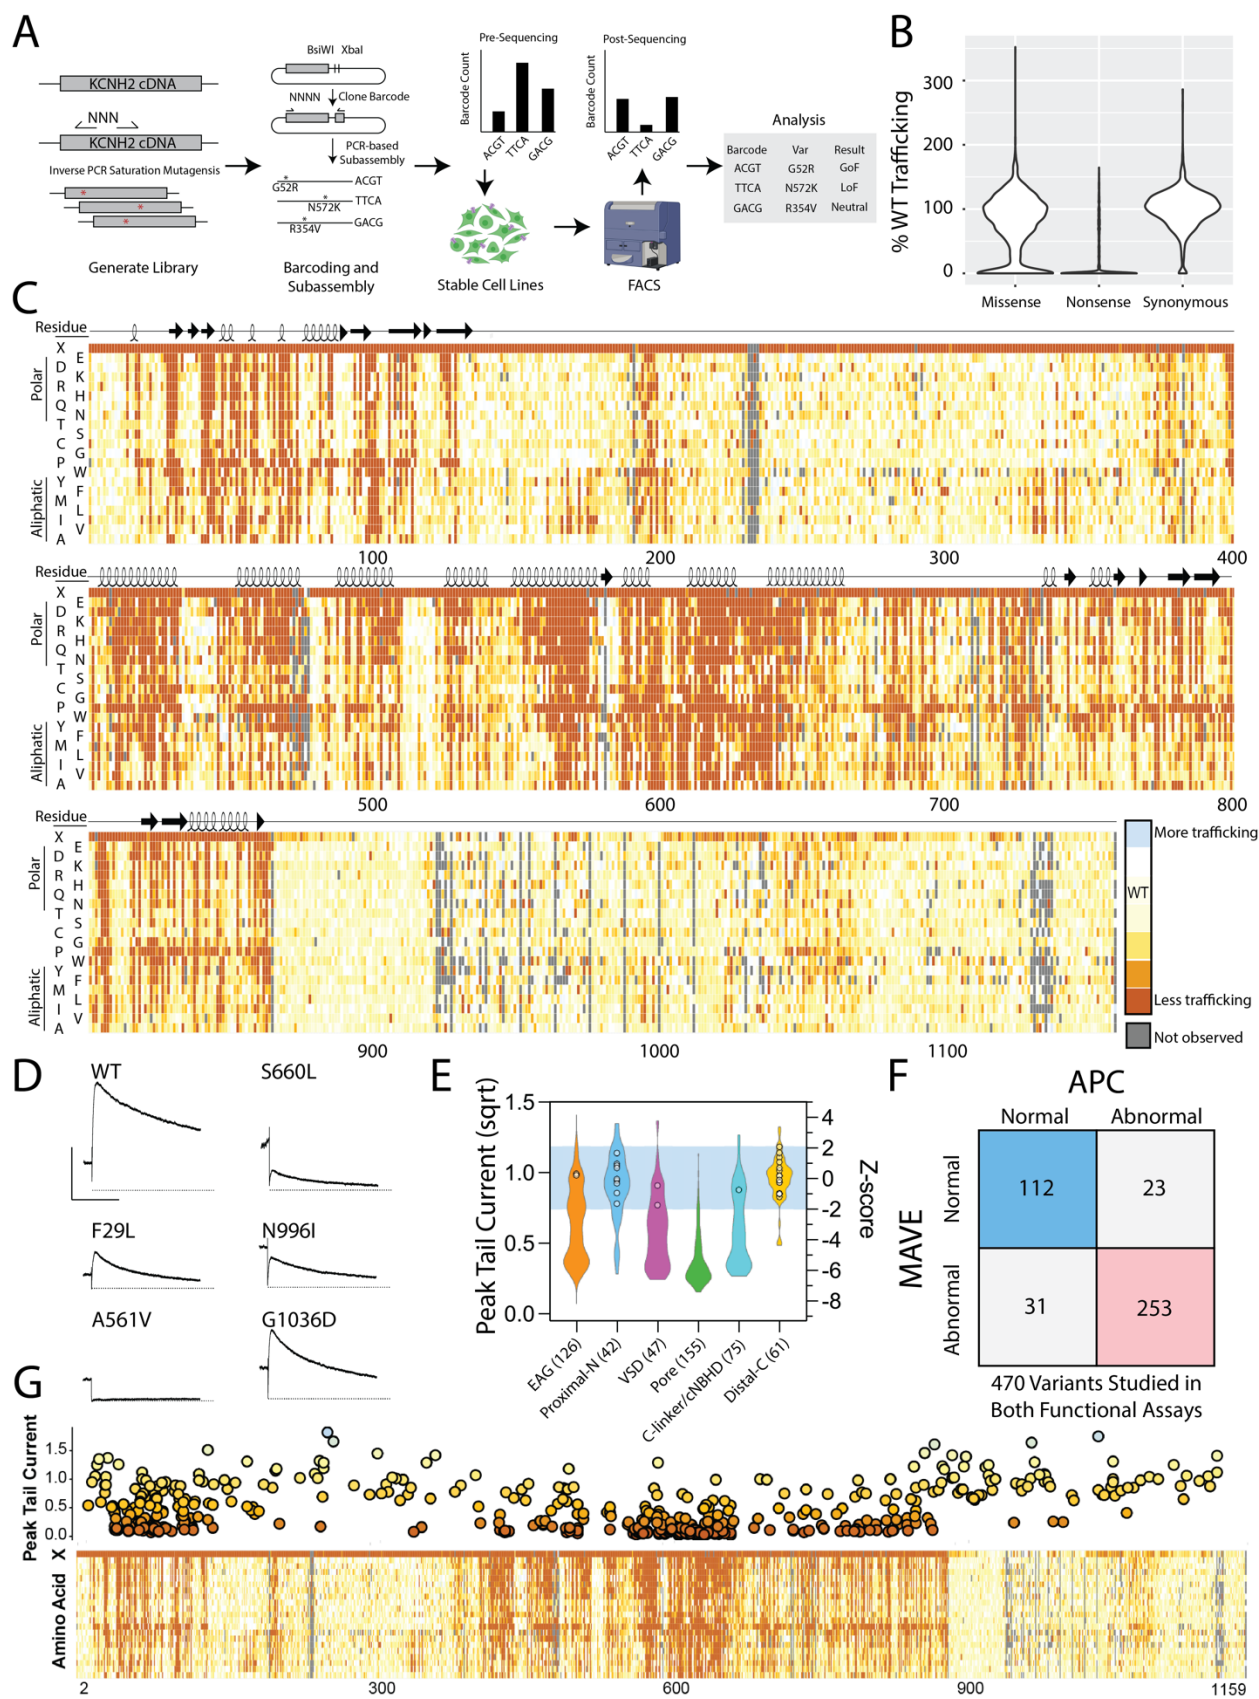 A
KCNH2 cDNA
NNN
KCNH2 cDNA
Inverse PCR Saturation Mutagensis
*
*
*
Generate Library
BsiWI XbaI
NNNN
Clone Barcode
PCR-based
Subassembly
*
G52R
ACGT
*
N572K
TTCA
*
R354V
GACG
Barcoding and
Subassembly
Pre-Sequencing
Barcode Count
ACGT
TTCA
GACG
Stable Cell Lines
Post-Sequencing
Barcode Count
ACGT
TTCA
GACG
FACS
Analysis
Barcode Var Result
ACGT G52R GoF
TTCA N572K LoF
GACG R354V Neutral
B
% WT Trafficking
300
200
100
0
Missense Nonsense Synonymous
C
Residue
X
E
D
K
R
H
Q
N
T
S
C
G
P
W
Y
F
M
L
I
V
A
Polar
Aliphatic
100 200 300 400
Residue
X
E
D
K
R
H
Q
N
T
S
C
G
P
W
Y
F
M
L
I
V
A
Polar
Aliphatic
500 600 700 800
Residue
X
E
D
K
R
H
Q
N
T
S
C
G
P
W
Y
F
M
L
I
V
A
Polar
Aliphatic
900 1000 1100
More trafficking
WT
Less trafficking
Not observed
D
WT
S660L
F29L
N996I
A561V
G1036D
E
Peak Tail Current (sqrt)
1.5
1.0
0.5
0.0
4
2
0
-2
-4
-6
-8
Z-score
EAG (126)
Proximal-N (42)
VSD (47)
Pore (155)
C-linker/cNBHD (75)
Distal-C (61)
F
APC
Normal Abnormal
MAVE
Normal
Abnormal
112 23
31 253
470 Variants Studied in
Both Functional Assays
G
Peak Tail Current
1.5
1.0
0.5
0.0
X
Amino Acid
2 300 600 900 1159